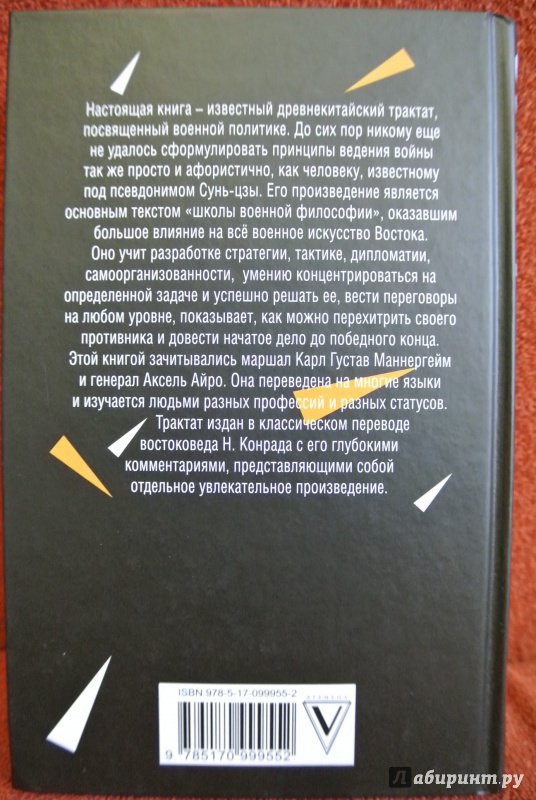 Настоящая книга – известный древнекитайский трактат,
посвященный военной политике. До сих пор никому еще
не удалось сформулировать принципы ведения войны
так же просто и афористично, как человеку, известному
под псевдонимом Сунь-цзы. Его произведение является
основным текстом «школы военной философии», оказавшим
большое влияние на всё военное искусство Востока.
Оно учит разработке стратегии, тактике, дипломатии,
самоорганизованности, умению концентрироваться на
определенной задаче и успешно решать ее, вести переговоры
на любом уровне, показывает, как можно перехитрить своего
противника и довести начатое дело до победного конца.
Этой книгой зачитывались маршал Карл Густав Маннергейм
и генерал Аксель Айро. Она переведена на многие языки
и изучается людьми разных профессий и разных статусов.
Трактат издан в классическом переводе
востоковеда Н. Конрада с его глубокими
комментариями, представляющими собой
отдельное увлекательное произведение.
ISBN 978-5-17-099955-2
9 785170 999552
ВРЕМЕНА
Лабиринт.ру